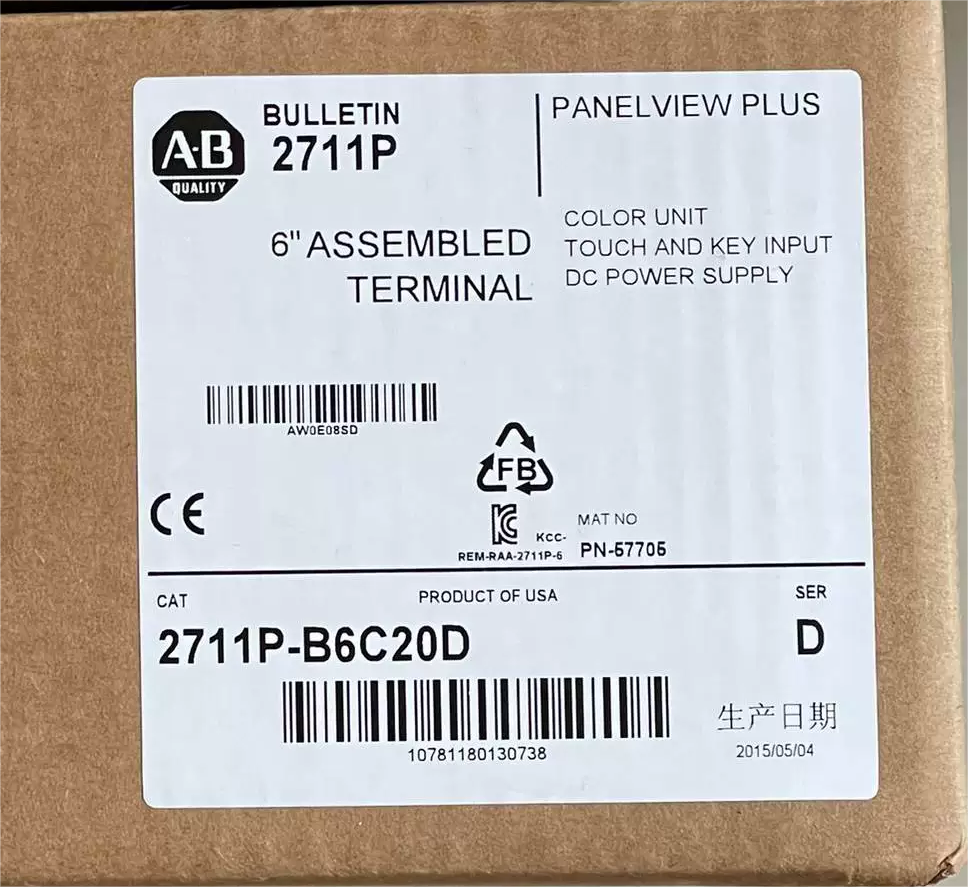 A·B
QUALITY
BULLETIN
2711P
PANELVIEW PLUS
6" ASSEMBLED
TERMINAL
COLOR UNIT
TOUCH AND KEY INPUT
DC POWER SUPPLY
AW0E08SD
FB
CE
KCC-
REM-RAA-2711P-6
MAT NO
PN-57705
CAT
PRODUCT OF USA
SER
2711P-B6C20D
D
10781180130738
生产日期
2015/05/04